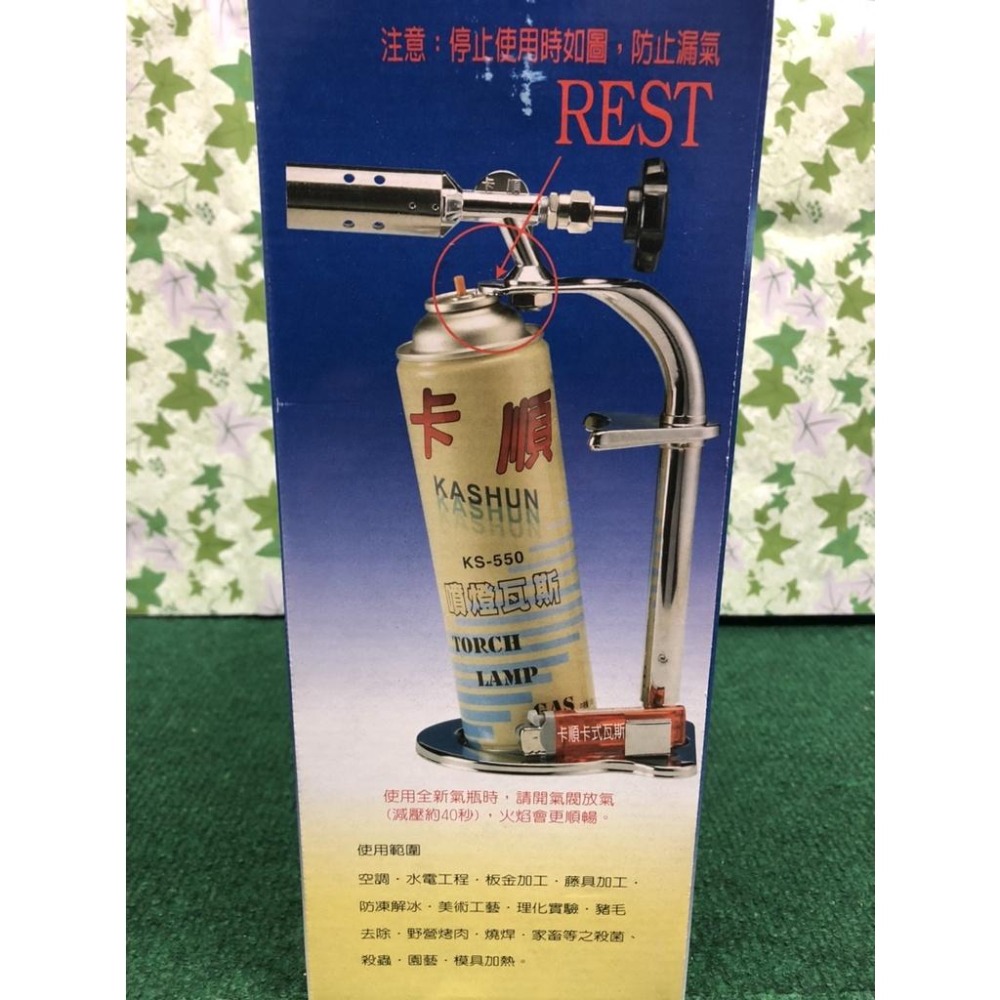 注意：停止使用時如圖，防止漏氣
REST
卡順
KASHUN
KS-550
噴燈瓦斯
TORCH
LAMP
GAS
卡順卡式瓦斯
使用全新氣瓶時，請開氣閥放氣
(減壓約40秒)，火焰會更順暢。
使用範圍
空調．水電工程．板金加工．藤具加工．
防凍解冰．美術工藝．理化實驗．豬毛
去除．野營烤肉．燒焊．家畜等之殺菌、
殺蟲．園藝．模具加熱。